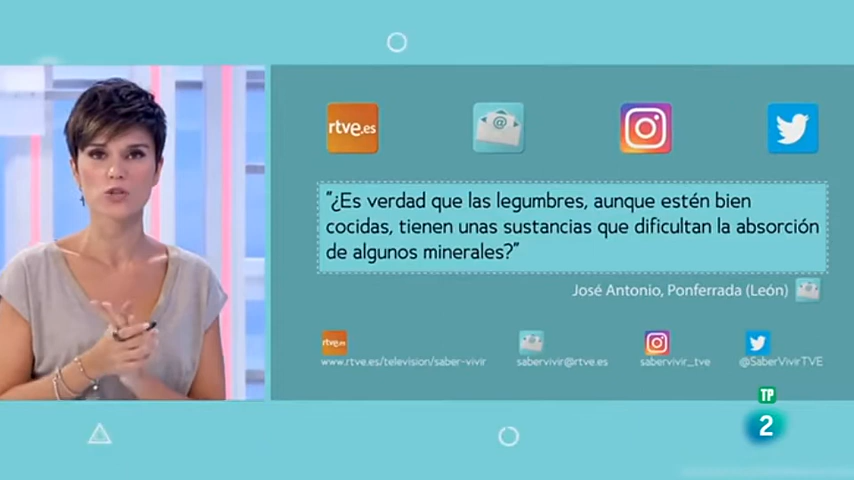 rtve.es
@
"¿Es verdad que las legumbres, aunque estén bien
cocidas, tienen unas sustancias que dificultan la absorción
de algunos minerales?"
José Antonio, Ponferrada (León)
rtve.es
www.rtve.es/television/saber-vivir
sabervivir@rtve.es
sabervivir_tve
@SaberVivirTVE
TP
2